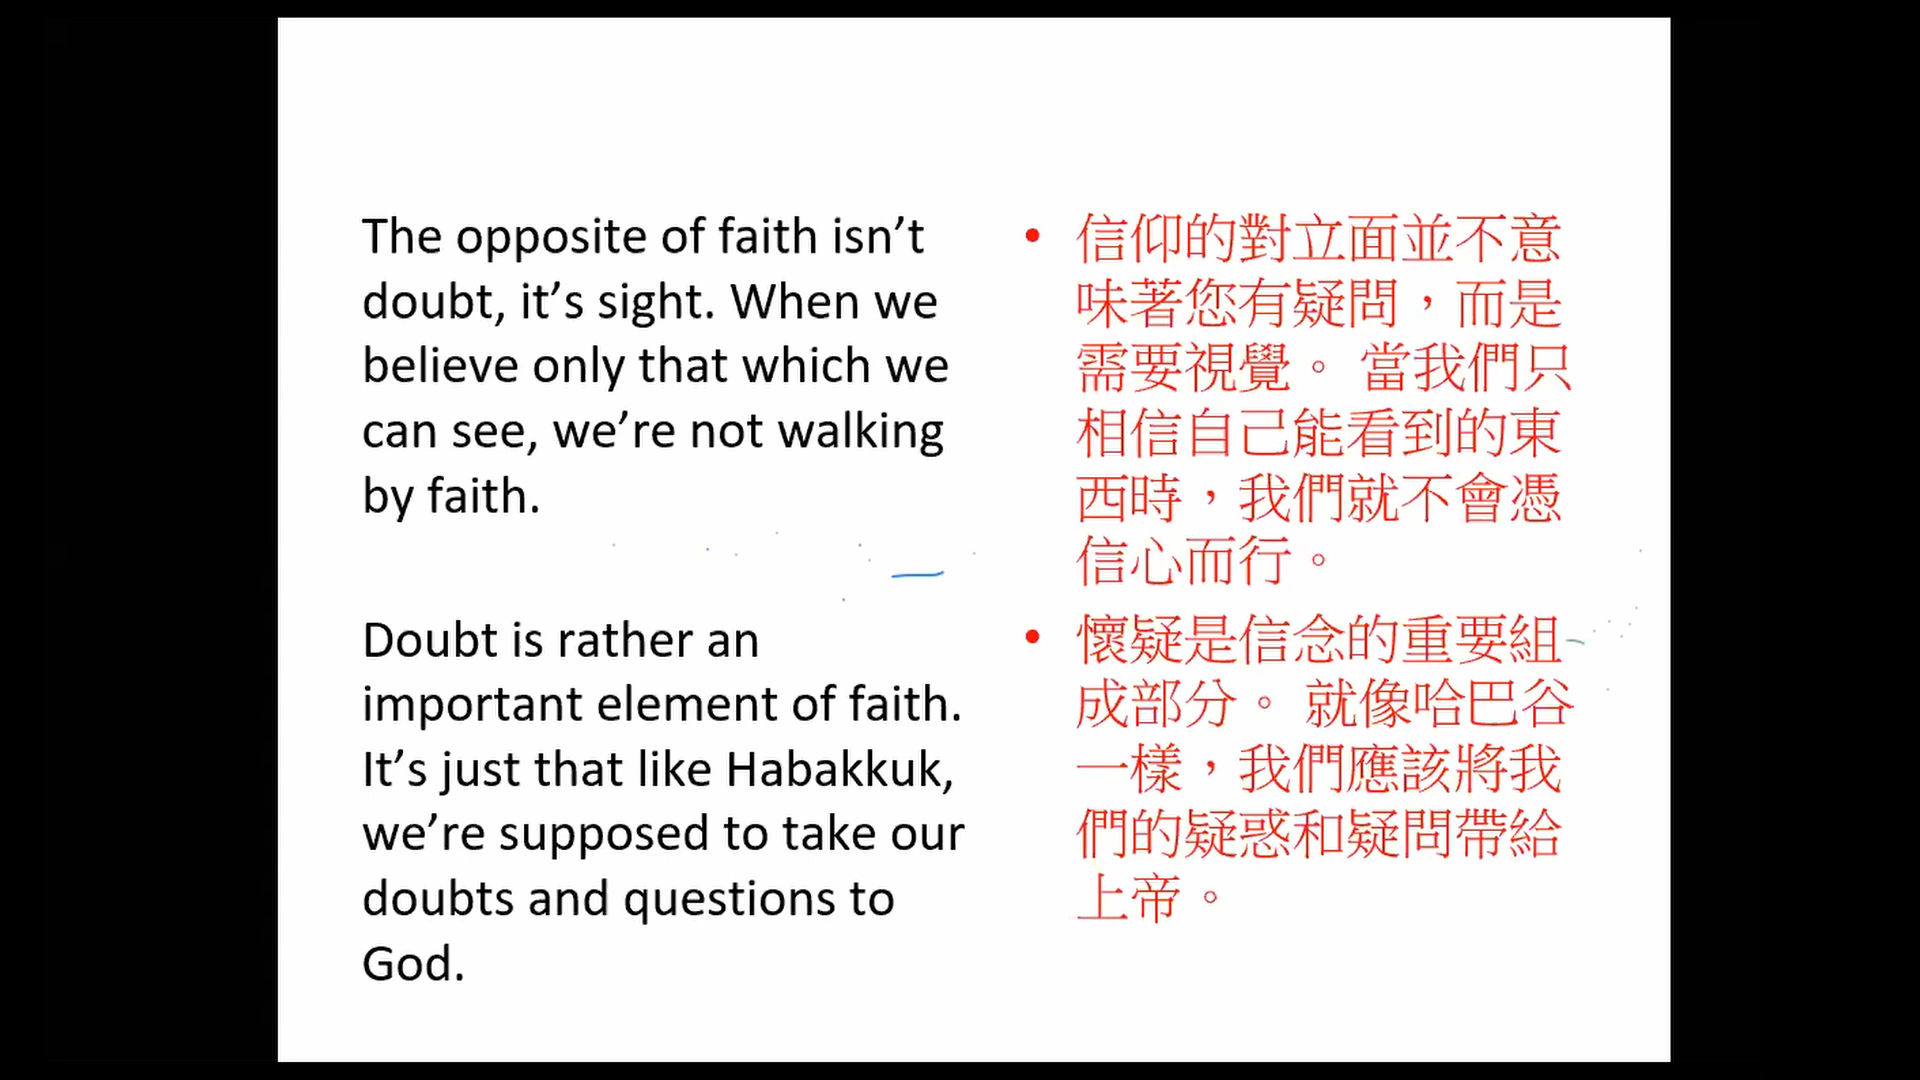 The opposite of faith isn’t
doubt, it’s sight. When we
believe only that which we
can see, we’re not walking
by faith.
Doubt is rather an
important element of faith.
It’s just that like Habakkuk,
we’re supposed to take our
doubts and questions to
God.
• 信仰的對立面並不意
味著您有疑問，而是
需要視覺。 當我們只
相信自己能看到的東
西時，我們就不會憑
信心而行。
• 懷疑是信念的重要組
成部分。 就像哈巴谷
一樣，我們應該將我
們的疑惑和疑問帶給
上帝。